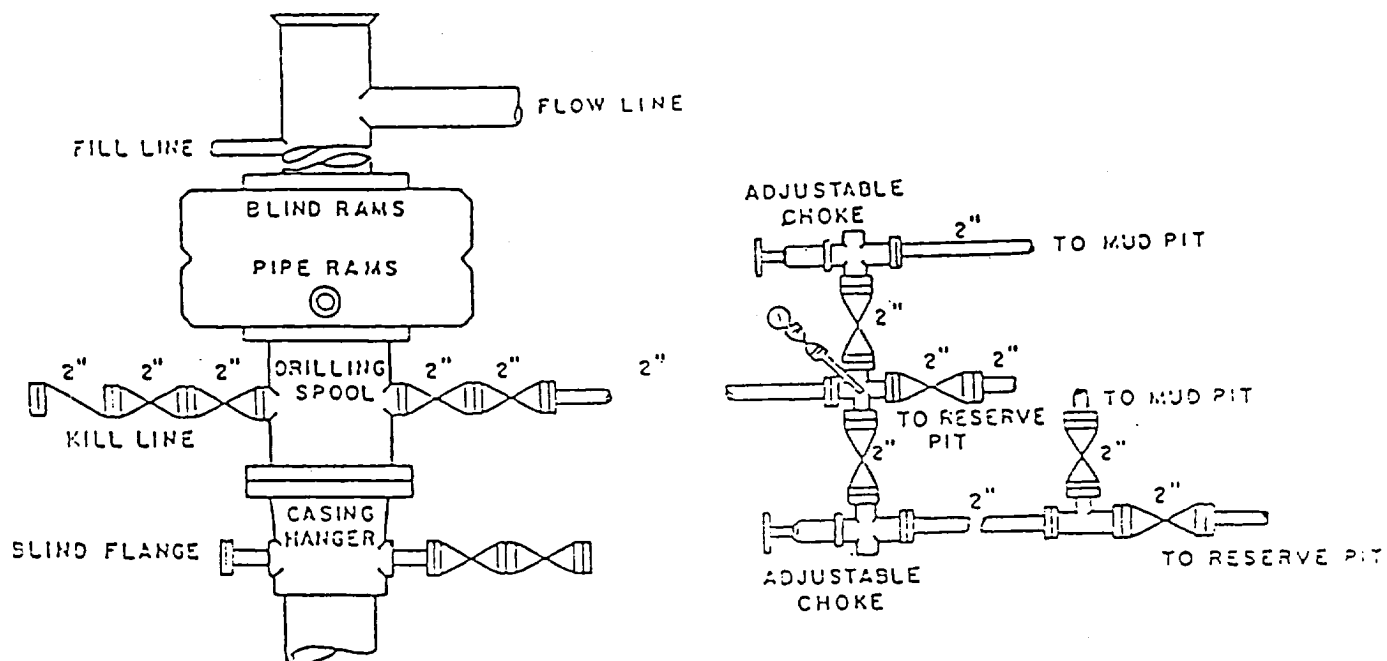 FLOW LINE
FILL LINE
BLIND RAMS
PIPE RAMS
2" 2" 2" DRILLING 2" 2" 2"
SPOOL
KILL LINE
CASING
HANGER
BLIND FLANGE
ADJUSTABLE
CHOKE
2"
TO MUD PIT
2"
2" 2"
TO RESERVE
PIT
TO MUD PIT
2"
2"
2"
2"
TO RESERVE PIT
ADJUSTABLE
CHOKE